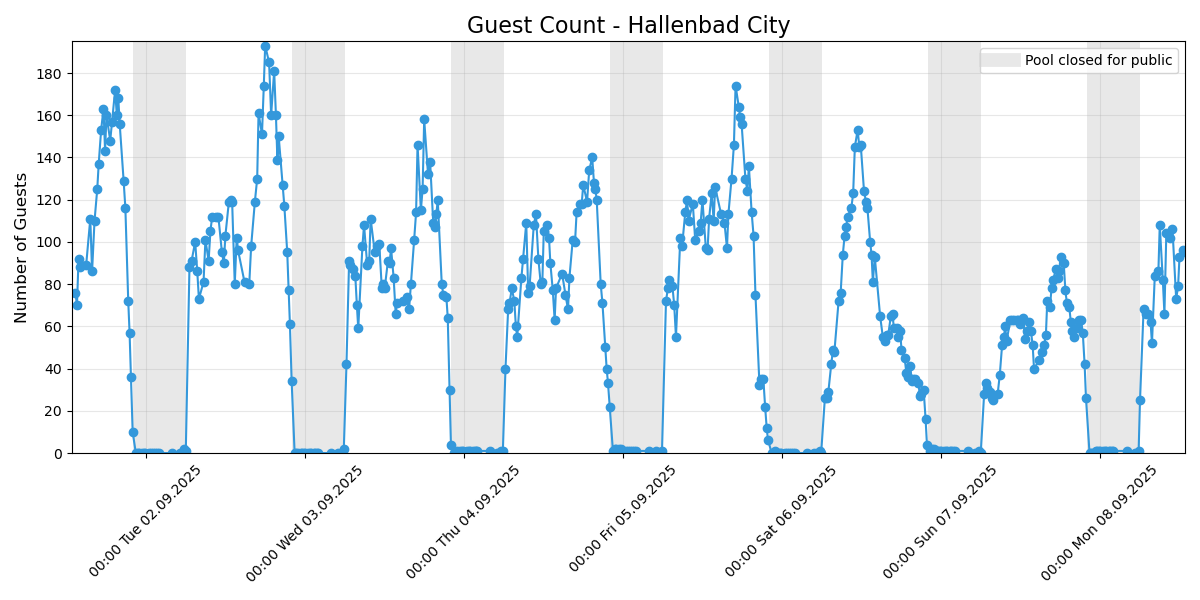 Guest Count - Hallenbad City
Pool closed for public
Number of Guests
180
160
140
120
100
80
60
40
20
0
00:00 Tue 02.09.2025
00:00 Wed 03.09.2025
00:00 Thu 04.09.2025
00:00 Fri 05.09.2025
00:00 Sat 06.09.2025
00:00 Sun 07.09.2025
00:00 Mon 08.09.2025